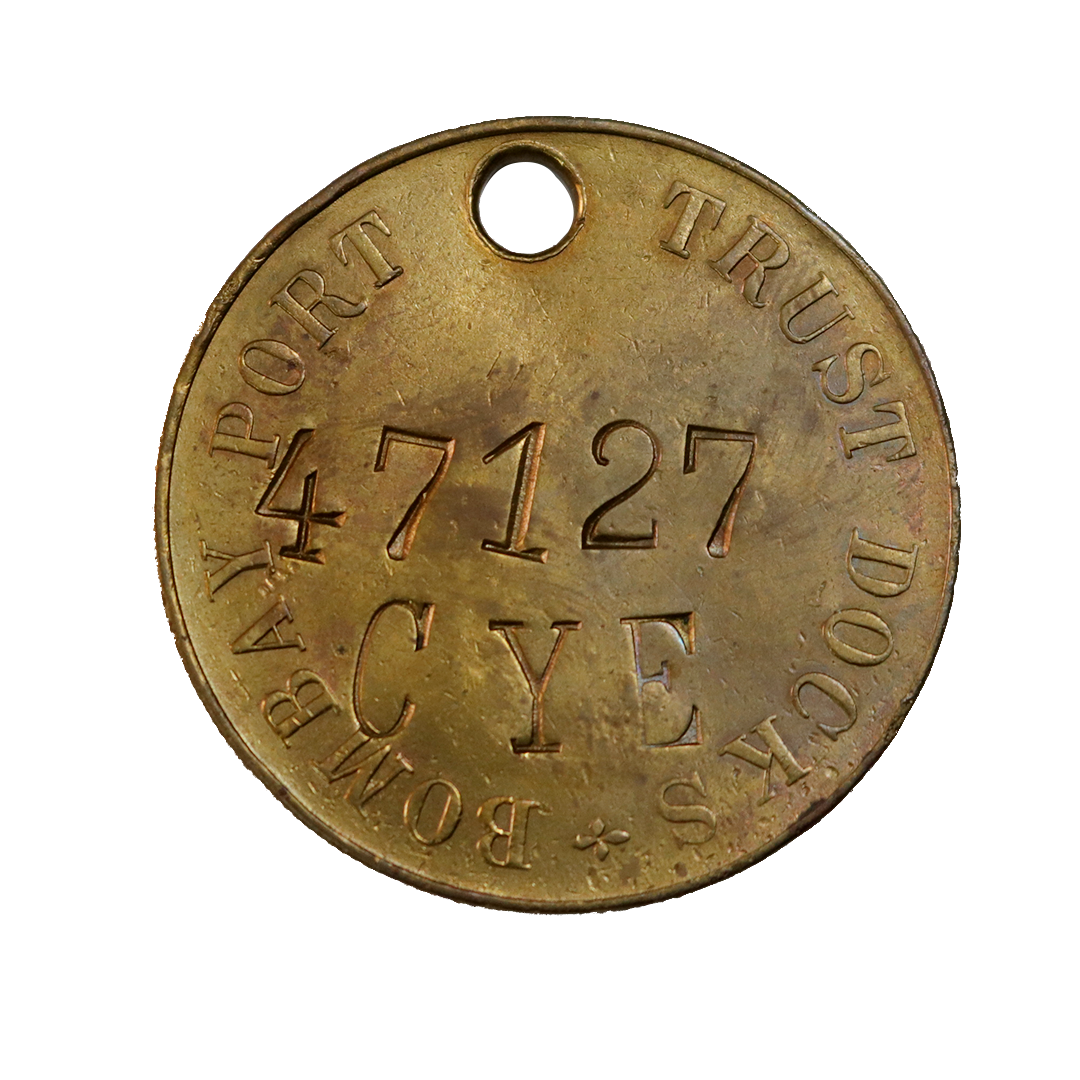 BOMBAY PORT TRUST DOCKS
47127
CYE